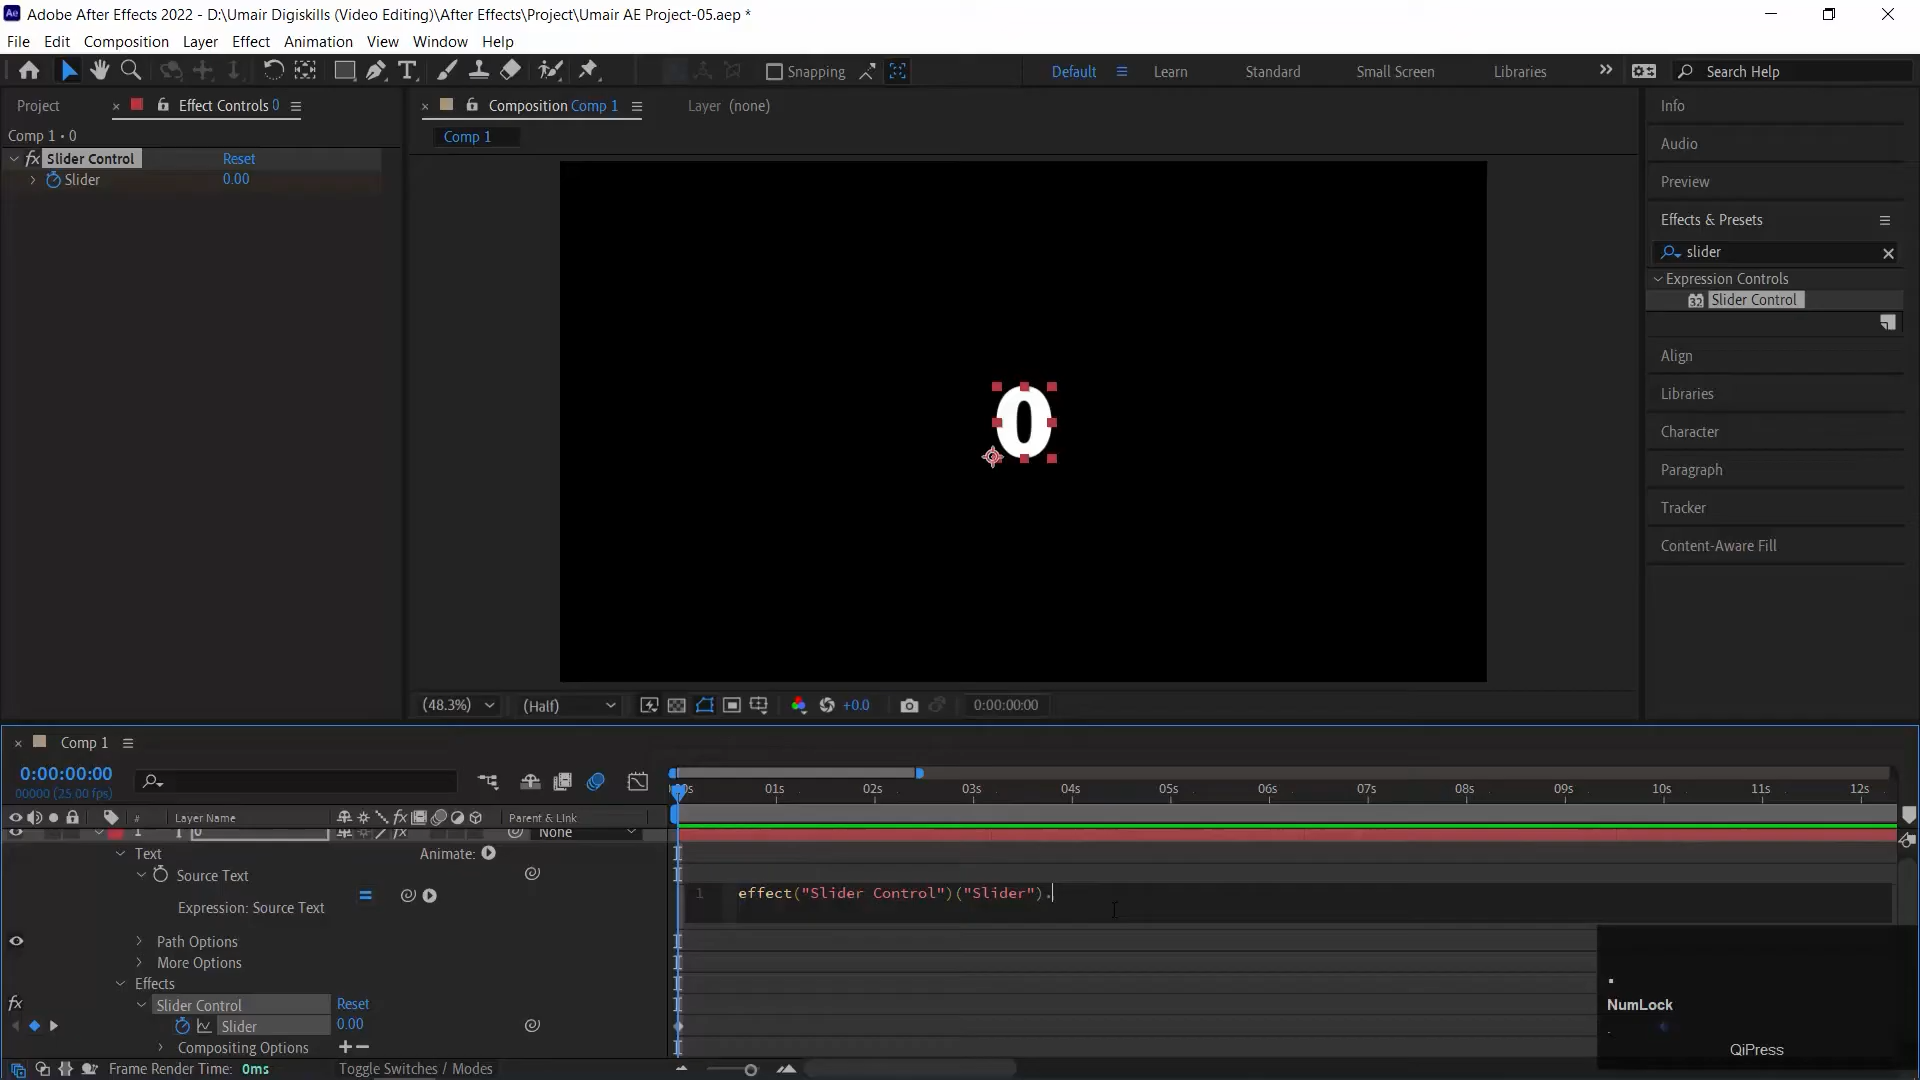 Adobe After Effects 2022 - D:\Umair Digiskills (Video Editing)\After Effects\Project\Umair AE Project-05.aep *
File Edit Composition Layer Effect Animation View Window Help
Snapping Default Learn Standard Small Screen Libraries Search Help
Project Effect Controls 0 Composition Comp 1 Layer (none) Info
Comp 1 • 0
Comp 1
Slider Control Reset
Slider 0.00
Audio
Preview
Effects & Presets
slider
Expression Controls
Slider Control
Align
Libraries
Character
Paragraph
Tracker
Content-Aware Fill
0
(48.3%) (Half) +0.0 0:00:00:00
Comp 1
0:00:00:00
00000 (25.00 fps)
01s 02s 03s 04s 05s 06s 07s 08s 09s 10s 11s 12s
# Layer Name Parent & Link
1 T 0 None
Text Animate:
Source Text
Expression: Source Text
1 effect("Slider Control")("Slider").
Path Options
More Options
Effects
Slider Control Reset
Slider 0.00
Compositing Options
Frame Render Time: 0ms Toggle Switches / Modes
.
NumLock
.
QiPress